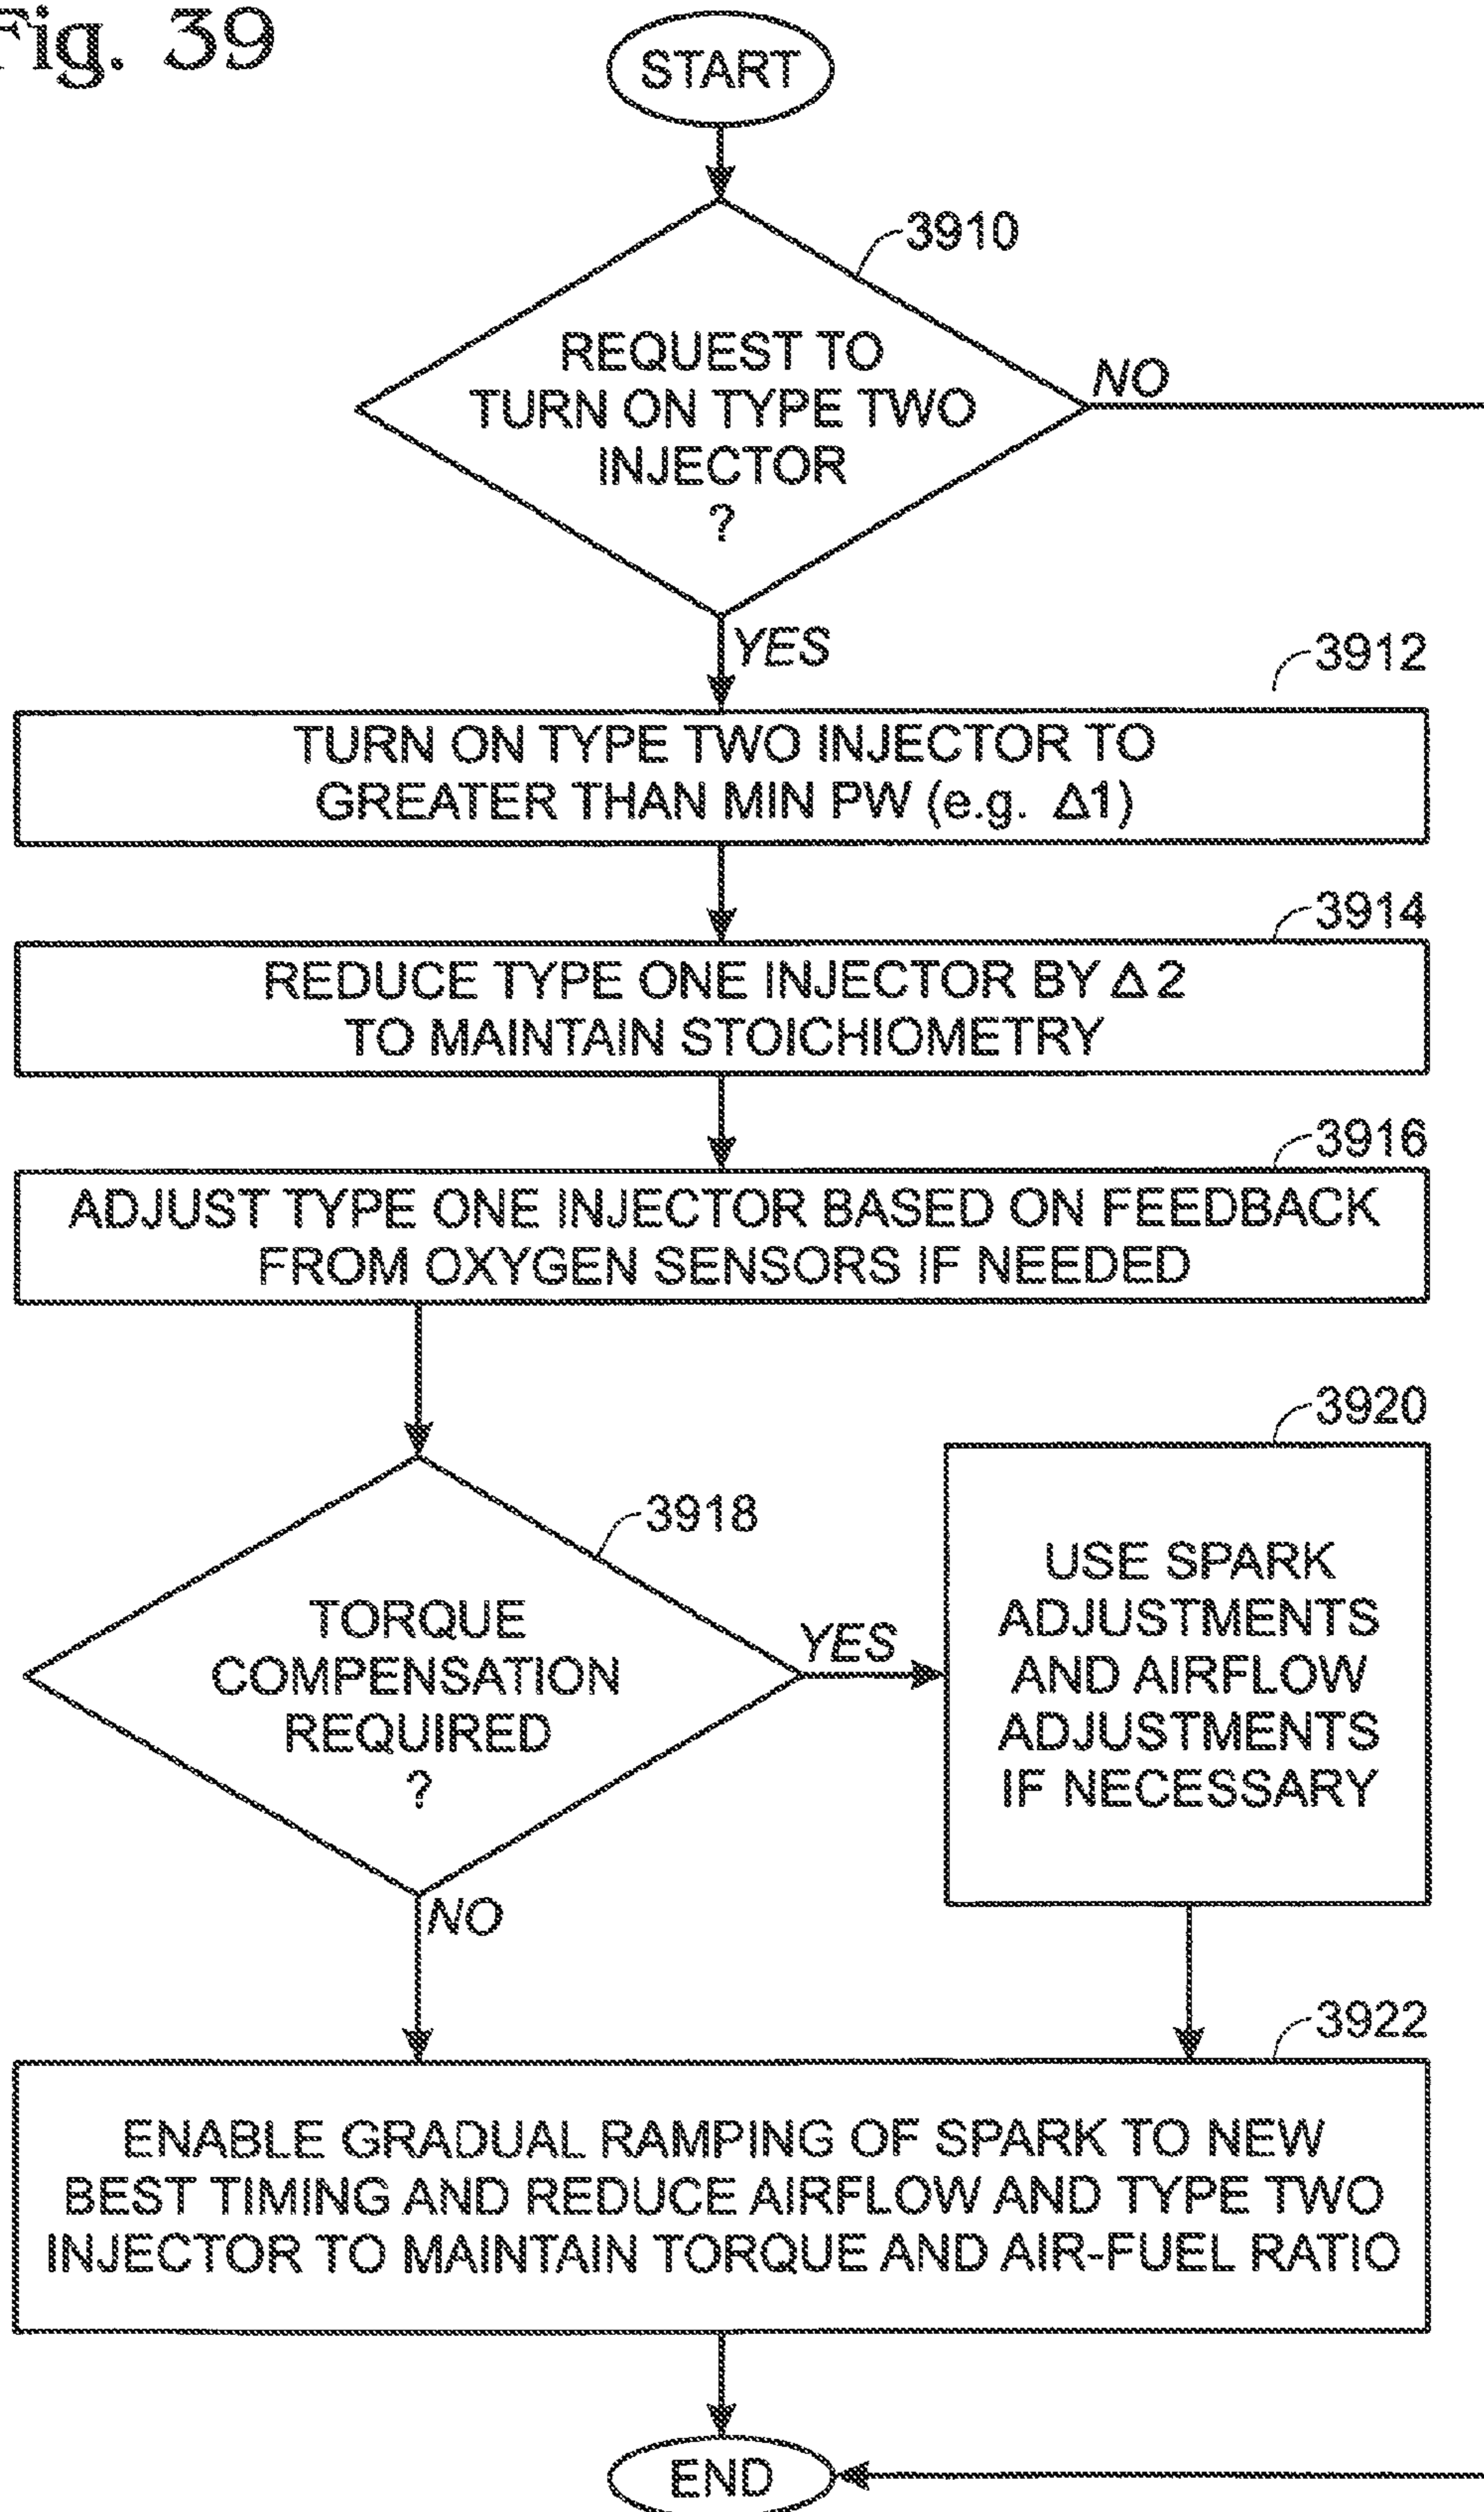 Fig. 39
START
3910
REQUEST TO
TURN ON TYPE TWO
INJECTOR
?
NO
YES
3912
TURN ON TYPE TWO INJECTOR TO
GREATER THAN MIN PW (e.g. Δ1)
3914
REDUCE TYPE ONE INJECTOR BY Δ 2
TO MAINTAIN STOICHIOMETRY
3916
ADJUST TYPE ONE INJECTOR BASED ON FEEDBACK
FROM OXYGEN SENSORS IF NEEDED
3918
TORQUE
COMPENSATION
REQUIRED
?
YES
NO
3920
USE SPARK
ADJUSTMENTS
AND AIRFLOW
ADJUSTMENTS
IF NECESSARY
3922
ENABLE GRADUAL RAMPING OF SPARK TO NEW
BEST TIMING AND REDUCE AIRFLOW AND TYPE TWO
INJECTOR TO MAINTAIN TORQUE AND AIR-FUEL RATIO
END